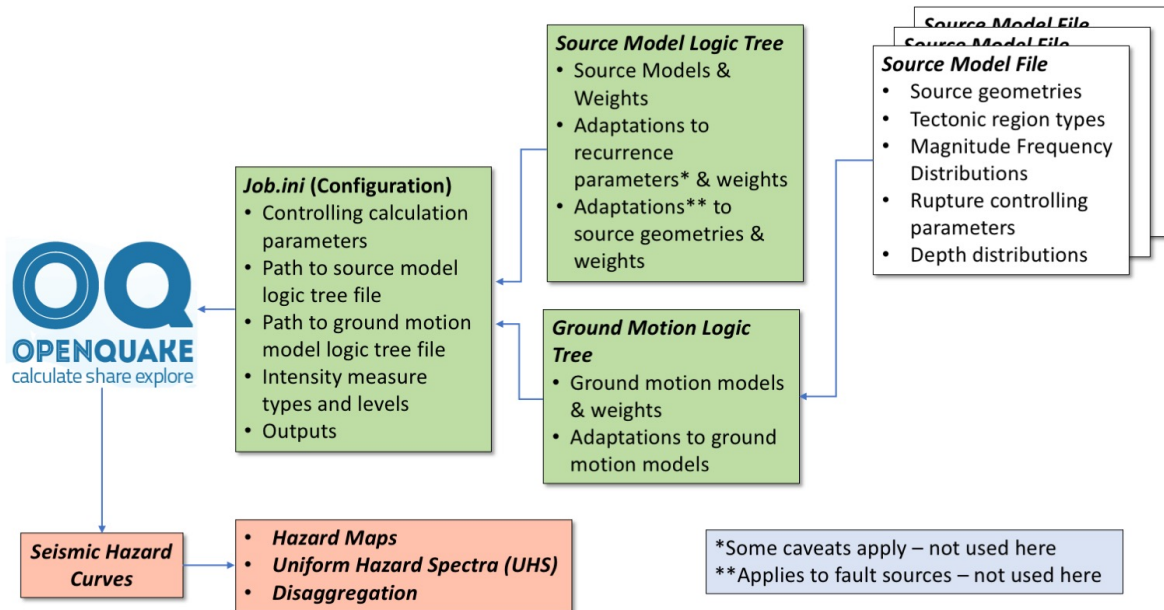 Source Model File
Source Model File
Source Model File
• Source geometries
• Tectonic region types
• Magnitude Frequency
Distributions
• Rupture controlling
parameters
• Depth distributions
Source Model Logic Tree
• Source Models &
Weights
• Adaptations to
recurrence
parameters* & weights
• Adaptations** to
source geometries &
weights
Job.ini (Configuration)
• Controlling calculation
parameters
• Path to source model
logic tree file
• Path to ground motion
model logic tree file
• Intensity measure
types and levels
• Outputs
OQ
OPENQUAKE
calculate share explore
Ground Motion Logic
Tree
• Ground motion models
& weights
• Adaptations to ground
motion models
Seismic Hazard
Curves
• Hazard Maps
• Uniform Hazard Spectra (UHS)
• Disaggregation
*Some caveats apply – not used here
**Applies to fault sources – not used here